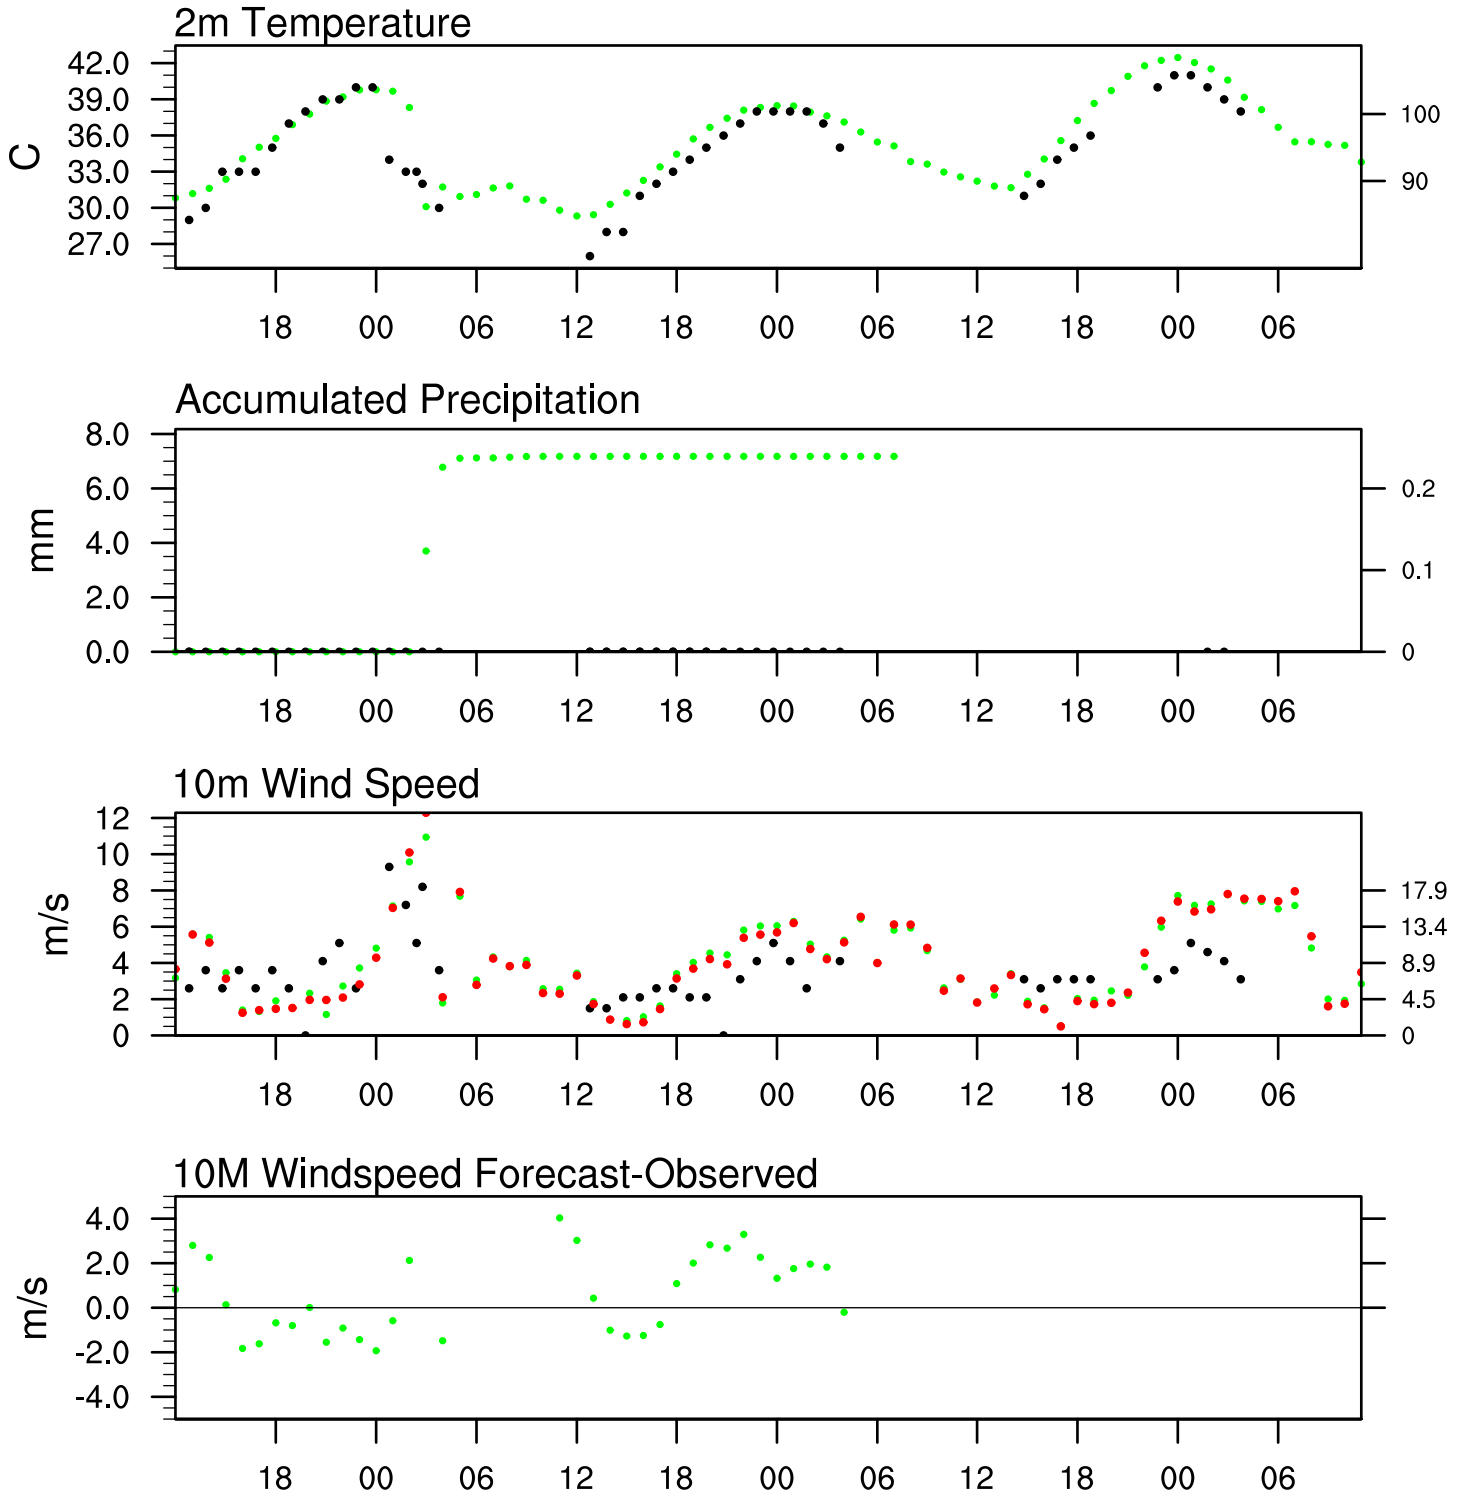 2m Temperature
42.0
39.0
36.0
33.0
30.0
27.0
C
100
90
18 00 06 12 18 00 06 12 18 00 06
Accumulated Precipitation
8.0
6.0
4.0
2.0
0.0
mm
0.2
0.1
0
18 00 06 12 18 00 06 12 18 00 06
10m Wind Speed
12
10
8
6
4
2
0
m/s
17.9
13.4
8.9
4.5
0
18 00 06 12 18 00 06 12 18 00 06
10M Windspeed Forecast-Observed
4.0
2.0
0.0
-2.0
-4.0
m/s
18 00 06 12 18 00 06 12 18 00 06